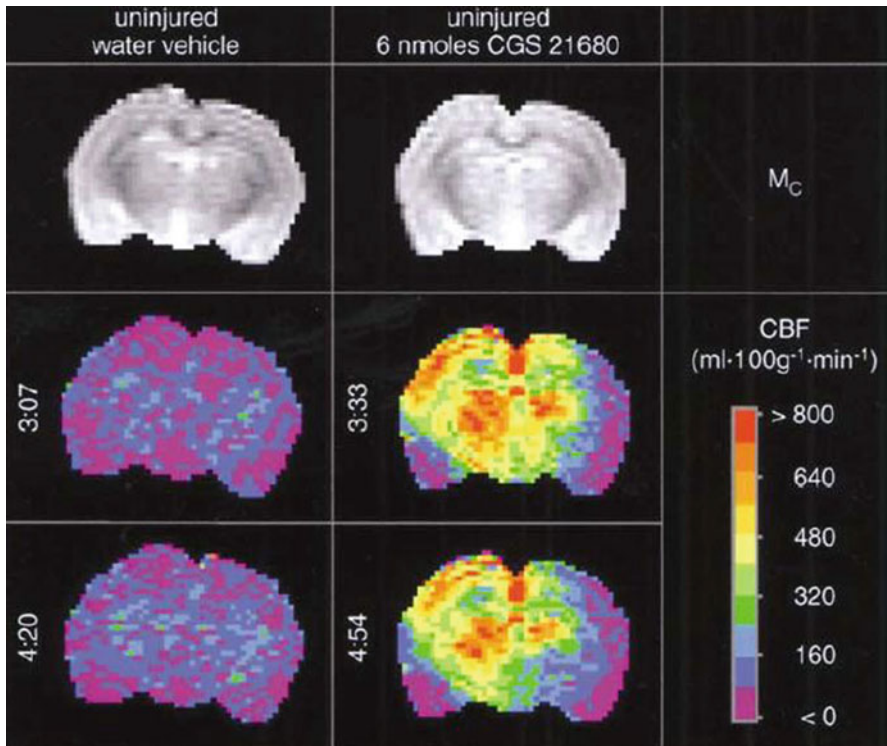 uninjured
water vehicle
uninjured
6 nmoles CGS 21680
M_C
3:07
3:33
CBF
(ml·100g⁻¹·min⁻¹)
> 800
640
480
320
160
< 0
4:20
4:54